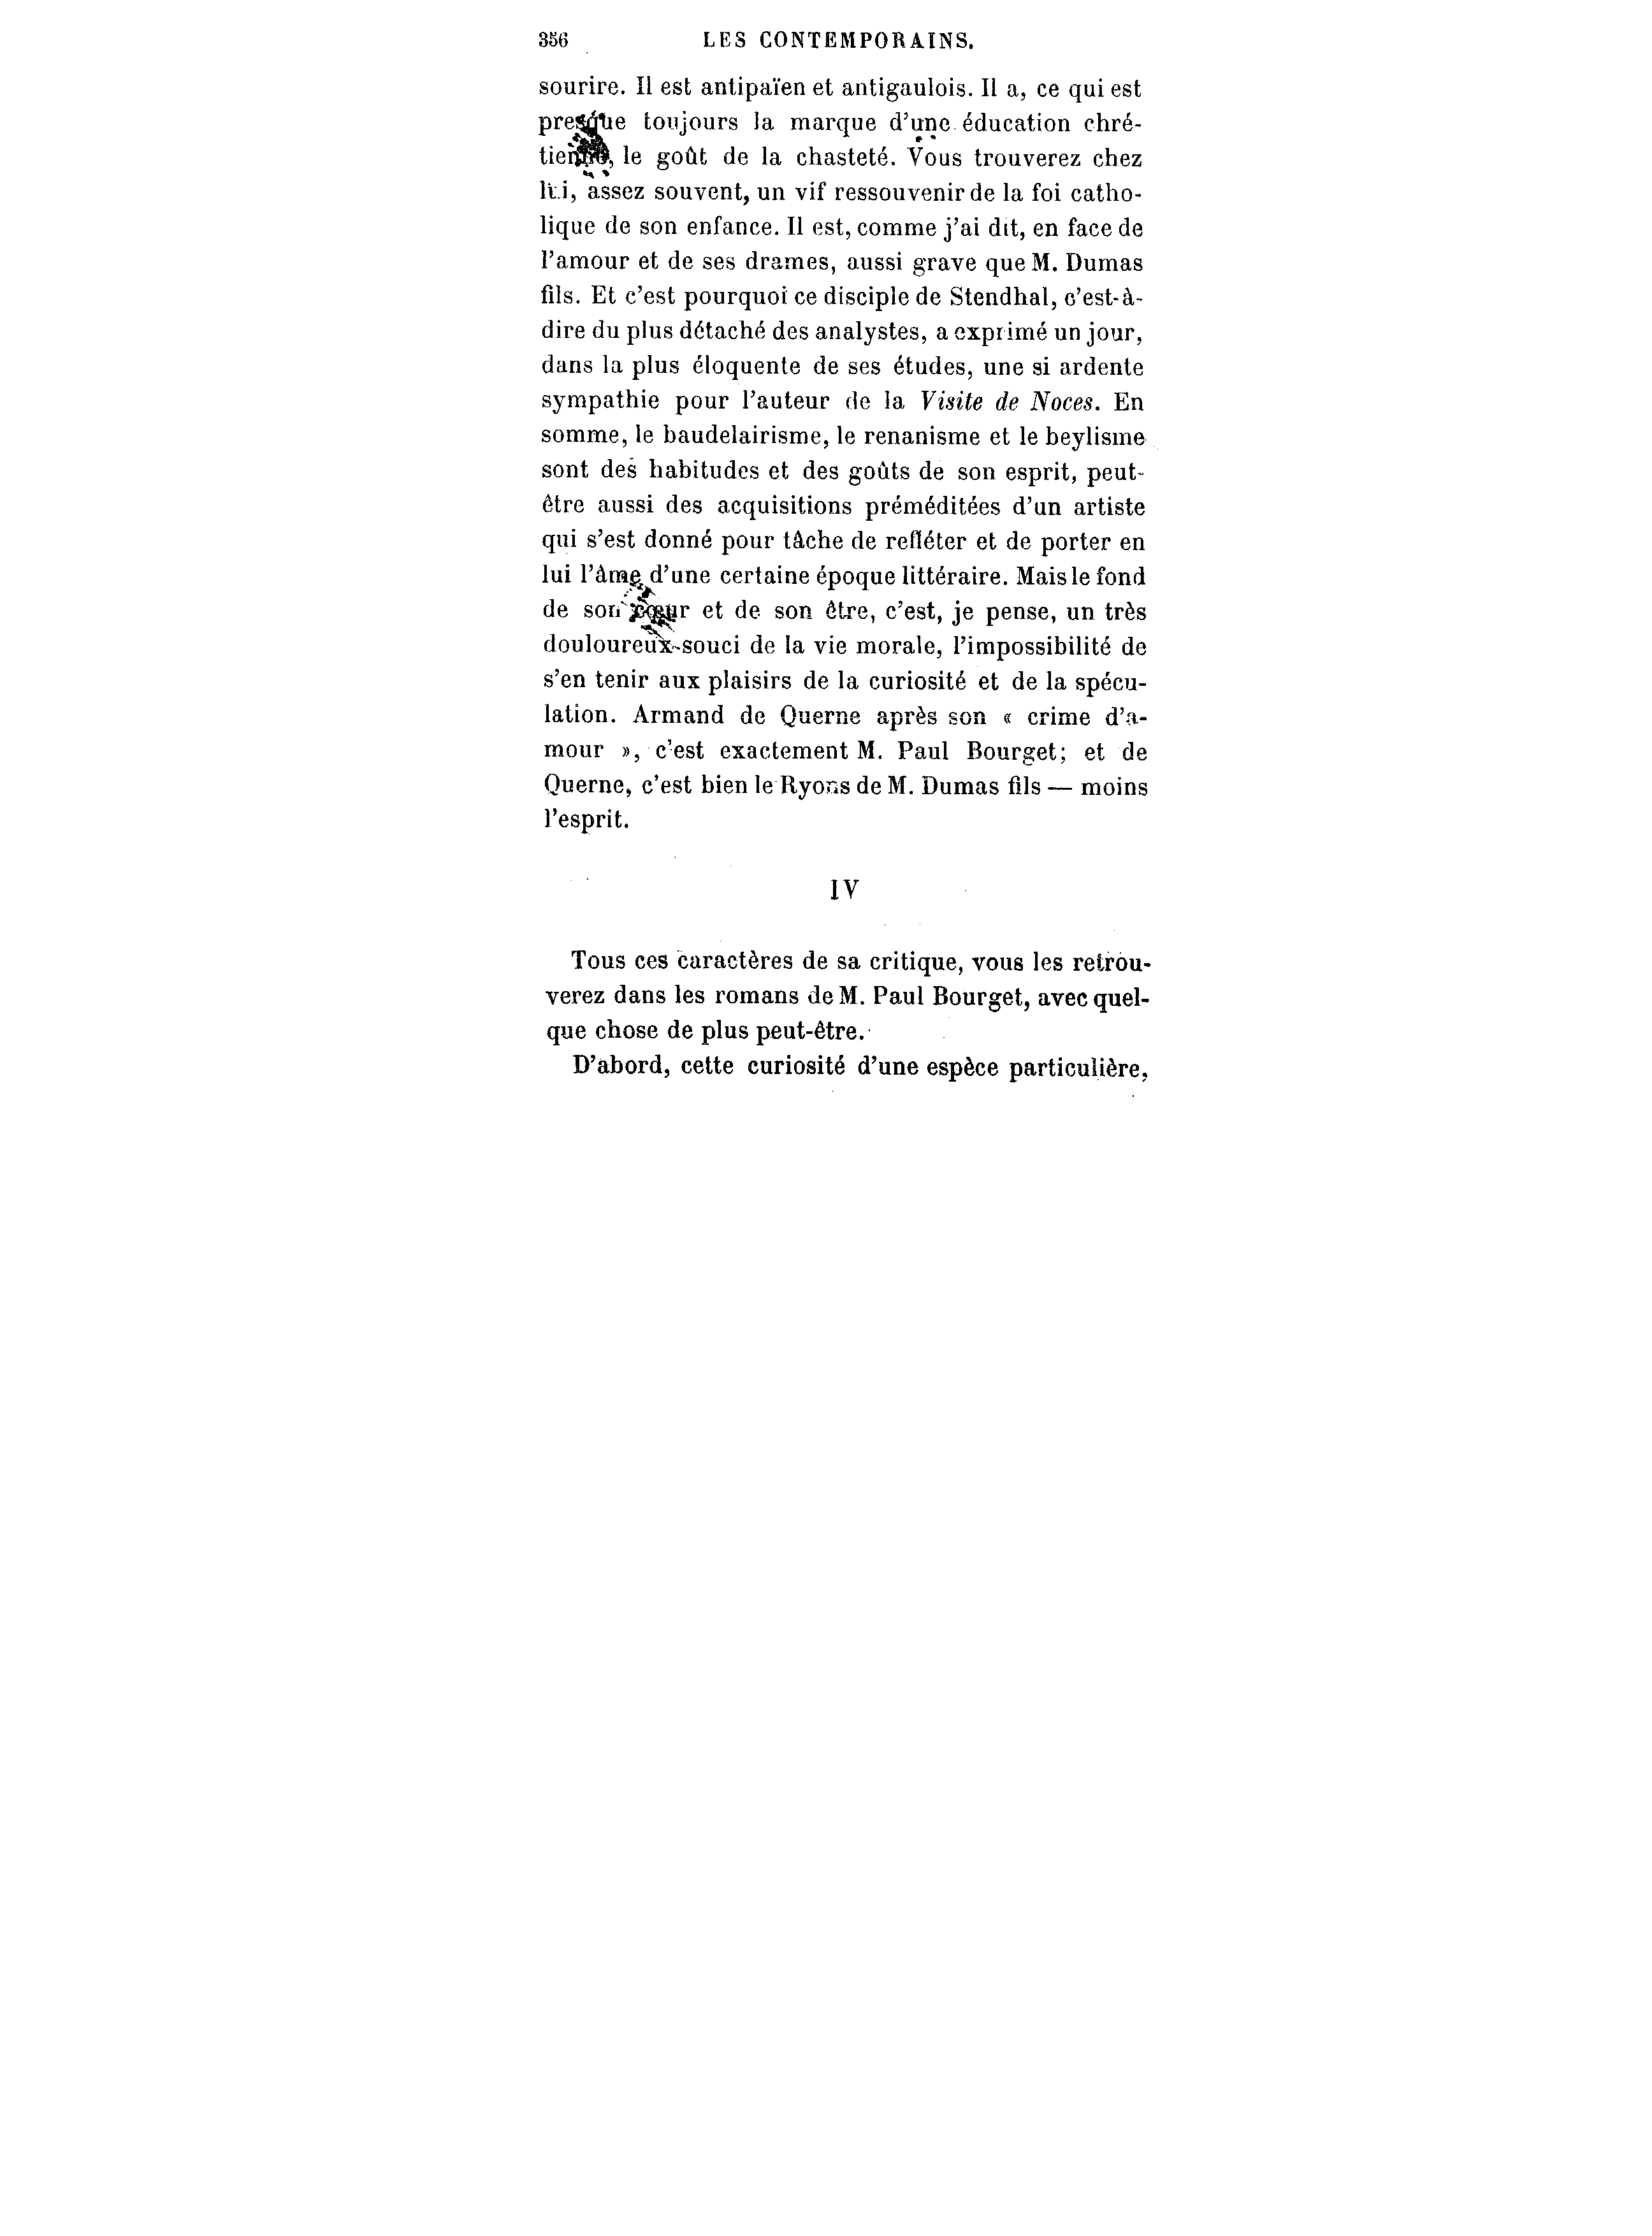 356 LES CONTEMPORAINS.
sourire. Il est antipaïen et antigaulois. Il a, ce qui est
presque toujours la marque d'une éducation chré-
tienne, le goût de la chasteté. Vous trouverez chez
lui, assez souvent, un vif ressouvenir de la foi catho-
lique de son enfance. Il est, comme j'ai dit, en face de
l'amour et de ses drames, aussi grave que M. Dumas
fils. Et c'est pourquoi ce disciple de Stendhal, c'est-à-
dire du plus détaché des analystes, a exprimé un jour,
dans la plus éloquente de ses études, une si ardente
sympathie pour l'auteur de la Visite de Noces. En
somme, le baudelairisme, le renanisme et le beylisme
sont des habitudes et des goûts de son esprit, peut-
être aussi des acquisitions préméditées d'un artiste
qui s'est donné pour tâche de refléter et de porter en
lui l'âme d'une certaine époque littéraire. Mais le fond
de son cœur et de son être, c'est, je pense, un très
douloureux souci de la vie morale, l'impossibilité de
s'en tenir aux plaisirs de la curiosité et de la spécu-
lation. Armand de Querne après son « crime d'a-
mour », c'est exactement M. Paul Bourget; et de
Querne, c'est bien le Ryons de M. Dumas fils — moins
l'esprit.
IV
Tous ces caractères de sa critique, vous les retrou-
verez dans les romans de M. Paul Bourget, avec quel-
que chose de plus peut-être.
D'abord, cette curiosité d'une espèce particulière,